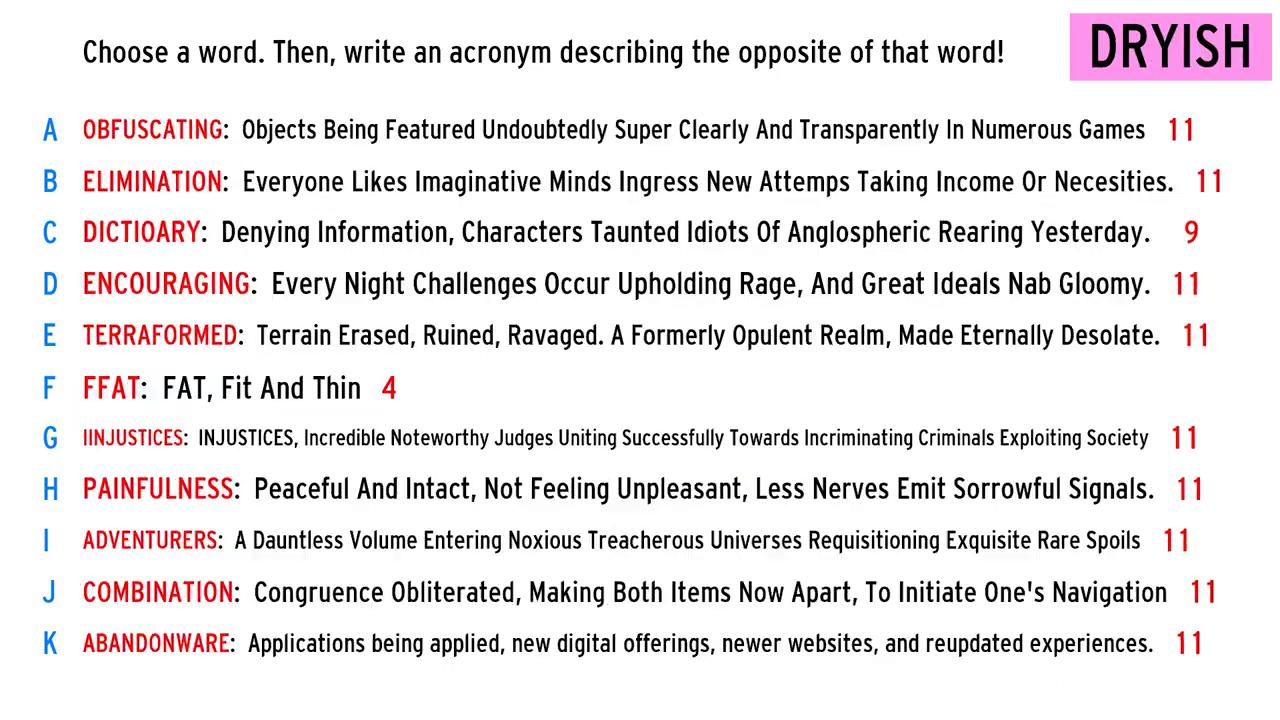 Choose a word. Then, write an acronym describing the opposite of that word!
DRYISH
A OBFUSCATING: Objects Being Featured Undoubtedly Super Clearly And Transparently In Numerous Games 11
B ELIMINATION: Everyone Likes Imaginative Minds Ingress New Attemps Taking Income Or Necesities. 11
C DICTIOARY: Denying Information, Characters Taunted Idiots Of Anglospheric Rearing Yesterday. 9
D ENCOURAGING: Every Night Challenges Occur Upholding Rage, And Great Ideals Nab Gloomy. 11
E TERRAFORMED: Terrain Erased, Ruined, Ravaged. A Formerly Opulent Realm, Made Eternally Desolate. 11
F FFAT: FAT, Fit And Thin 4
G IINJUSTICES: INJUSTICES, Incredible Noteworthy Judges Uniting Successfully Towards Incriminating Criminals Exploiting Society 11
H PAINFULNESS: Peaceful And Intact, Not Feeling Unpleasant, Less Nerves Emit Sorrowful Signals. 11
I ADVENTURERS: A Dauntless Volume Entering Noxious Treacherous Universes Requisitioning Exquisite Rare Spoils 11
J COMBINATION: Congruence Obliterated, Making Both Items Now Apart, To Initiate One's Navigation 11
K ABANDONWARE: Applications being applied, new digital offerings, newer websites, and reupdated experiences. 11